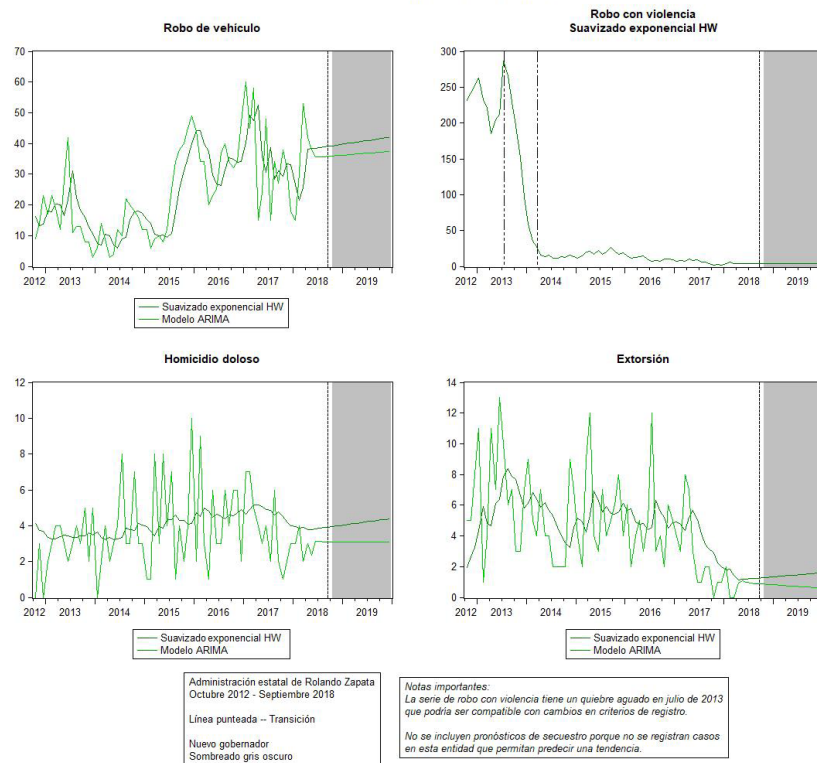 Robo de vehículo
70
60
50
40
30
20
10
0
2012 2013 2014 2015 2016 2017 2018 2019
Suavizado exponencial HW
Modelo ARIMA
Robo con violencia
Suavizado exponencial HW
300
250
200
150
100
50
0
2012 2013 2014 2015 2016 2017 2018 2019
Homicidio doloso
12
10
8
6
4
2
0
2012 2013 2014 2015 2016 2017 2018 2019
Suavizado exponencial HW
Modelo ARIMA
Extorsión
14
12
10
8
6
4
2
0
2012 2013 2014 2015 2016 2017 2018 2019
Suavizado exponencial HW
Modelo ARIMA
Administración estatal de Rolando Zapata
Octubre 2012 - Septiembre 2018
Línea punteada -- Transición
Nuevo gobernador
Sombreado gris oscuro
Notas importantes:
La serie de robo con violencia tiene un quiebre aguado en julio de 2013
que podría ser compatible con cambios en criterios de registro.
No se incluyen pronósticos de secuestro porque no se registran casos
en esta entidad que permitan predecir una tendencia.